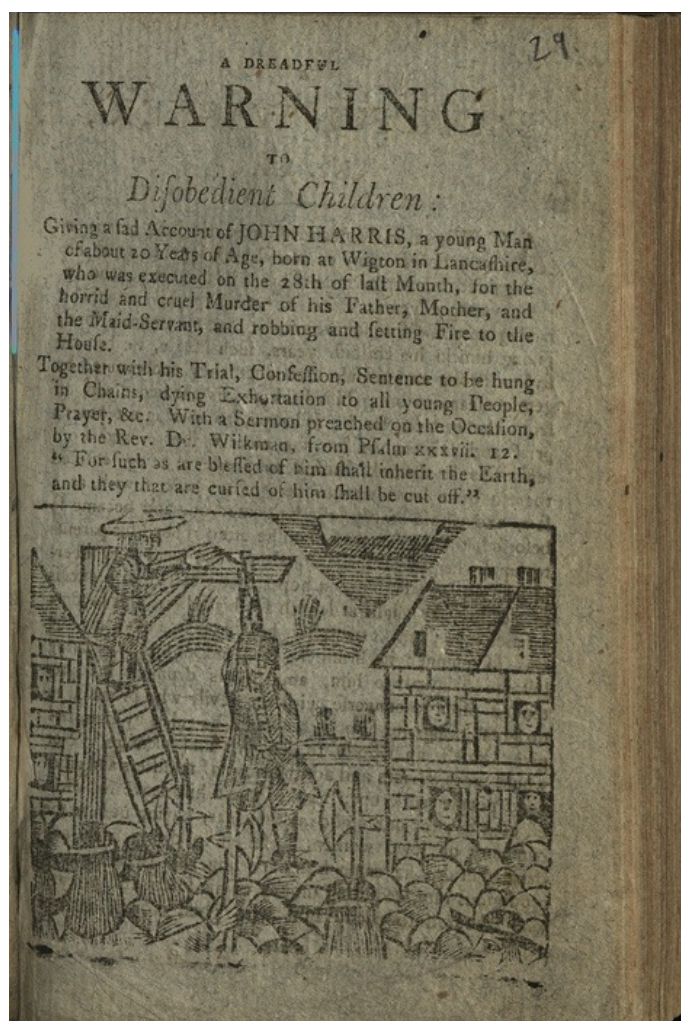 29.
A DREADFUL
WARNING
TO
Diſobedient Children:
Giving a ſad Account of JOHN HARRIS, a young Man
of about 20 Years of Age, born at Wigton in Lancaſhire,
who was executed on the 28th of laſt Month, for the
horrid and cruel Murder of his Father, Mother, and
the Maid-Servant, and robbing and ſetting Fire to the
Houſe.
Together with his Trial, Confeſſion, Sentence to be hung
in Chains, dying Exhortation to all young People,
Prayer, &c. With a Sermon preached on the Occaſion,
by the Rev. Dr. Wilkman, from Pſalm xxxvii. 12.
“ For ſuch as are bleſſed of him ſhall inherit the Earth,
and they that are curſed of him ſhall be cut off.”